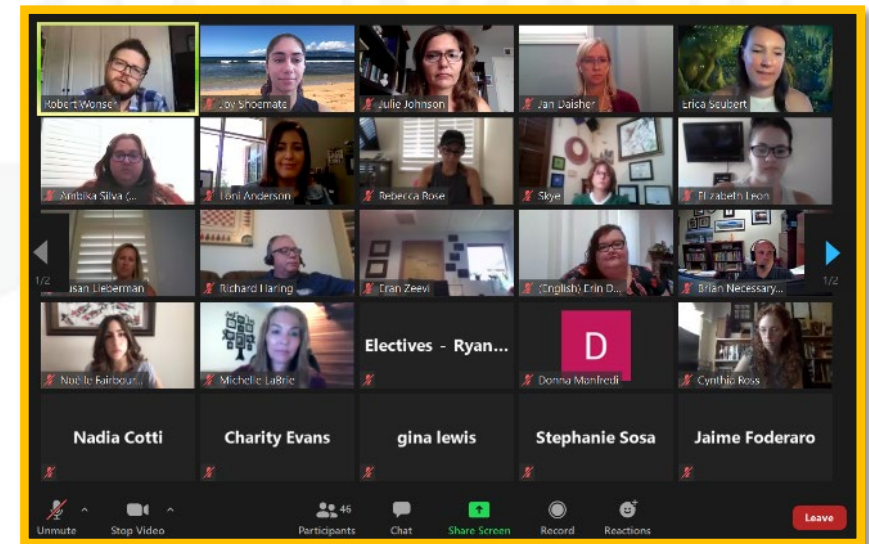 Robert Wonser
Joy Shoemate
Julie Johnson
Jan Daisher
Erica Seubert
Ambika Silva (...
Toni Anderson
Rebecca Rose
Skye
Elizabeth Leon
usan Lieberman
Richard Haring
Eran Zeevi
(English) Erin D...
Brian Necessary...
1/2
1/2
Noelle Fairbour...
Michelle LaBrie
Electives - Ryan...
D
Donna Manfredi
Cynthia Ross
Nadia Cotti
Charity Evans
gina lewis
Stephanie Sosa
Jaime Foderaro
46
Unmute
Stop Video
Participants
Chat
Share Screen
Record
Reactions
Leave